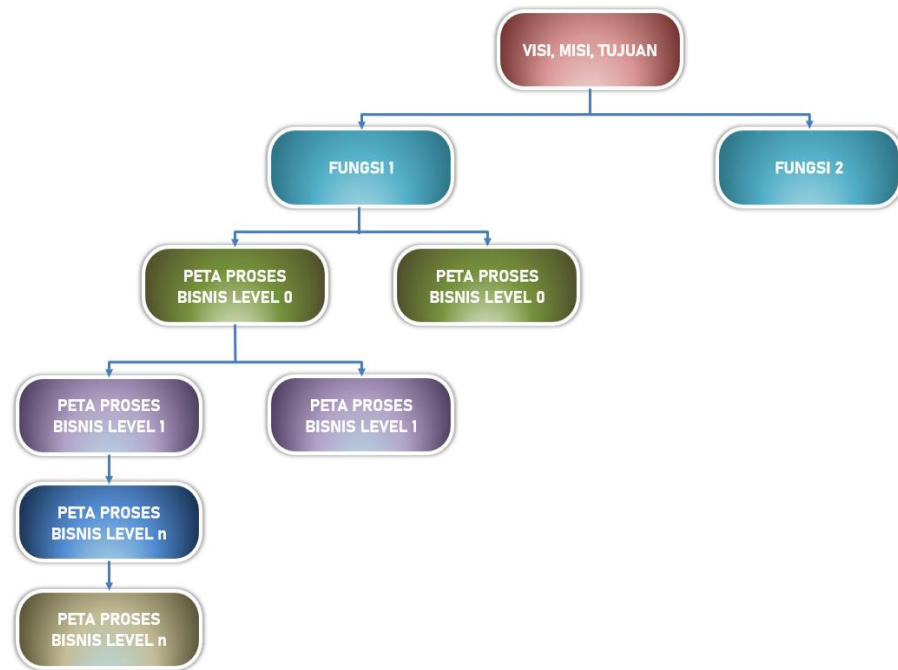 VISI, MISI, TUJUAN
FUNGSI 1
FUNGSI 2
PETA PROSES
BISNIS LEVEL 0
PETA PROSES
BISNIS LEVEL 0
PETA PROSES
BISNIS LEVEL 1
PETA PROSES
BISNIS LEVEL 1
PETA PROSES
BISNIS LEVEL n
PETA PROSES
BISNIS LEVEL n